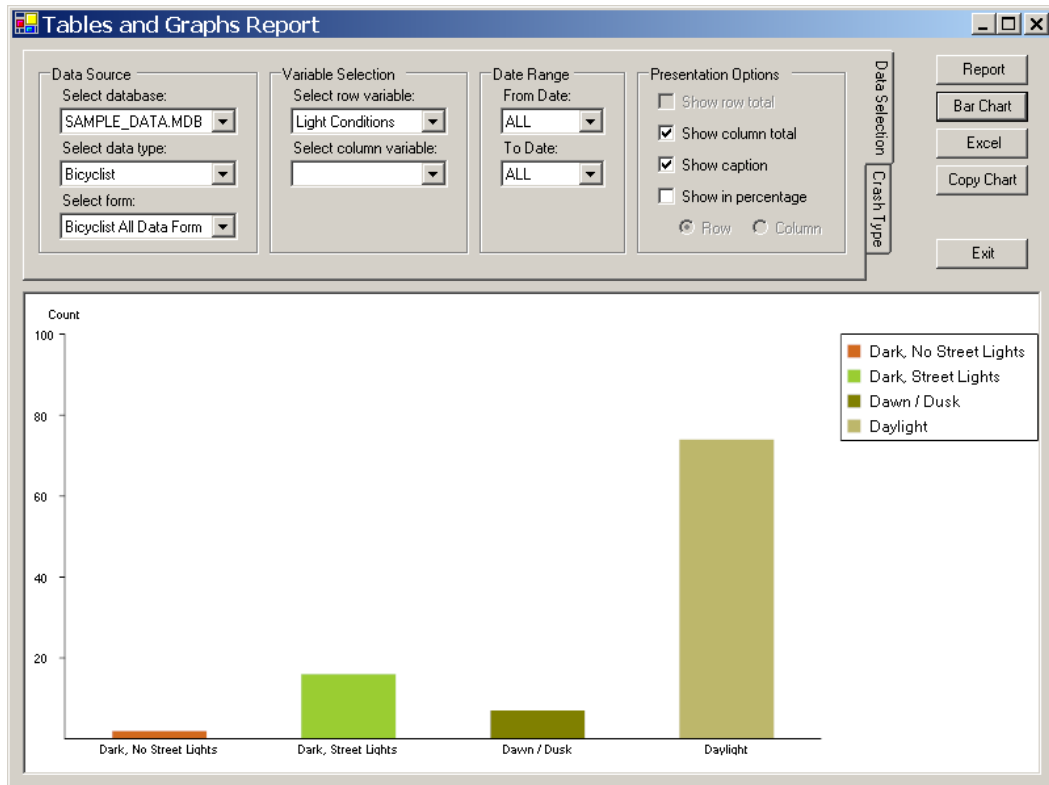 Tables and Graphs Report
Data Source
Select database:
SAMPLE_DATA.MDB
Select data type:
Bicyclist
Select form:
Bicyclist All Data Form
Variable Selection
Select row variable:
Light Conditions
Select column variable:
Date Range
From Date:
ALL
To Date:
ALL
Presentation Options
Show row total
Show column total
Show caption
Show in percentage
Row Column
Data Selection
Crash Type
Report
Bar Chart
Excel
Copy Chart
Exit
Count
100
80
60
40
20
Dark, No Street Lights
Dark, Street Lights
Dawn / Dusk
Daylight
Dark, No Street Lights
Dark, Street Lights
Dawn / Dusk
Daylight